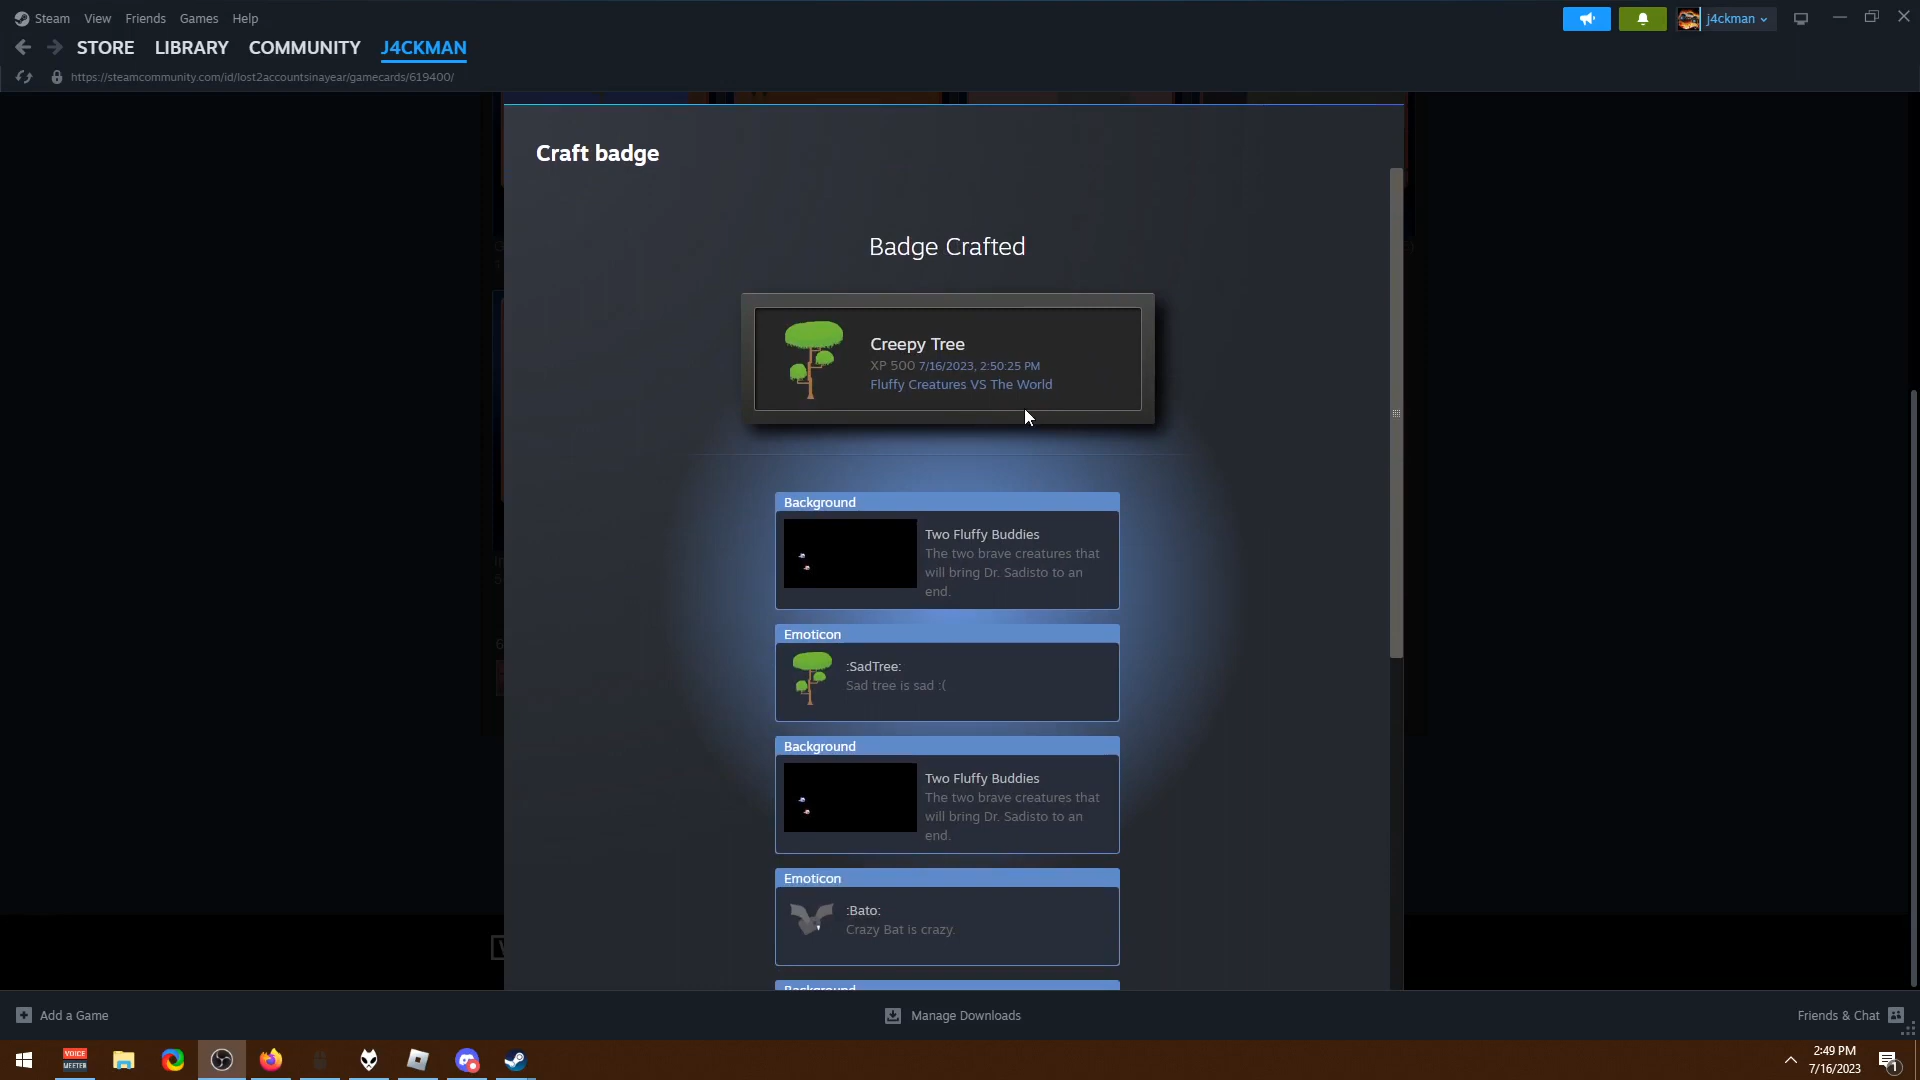 Steam View Friends Games Help
j4ckman
STORE LIBRARY COMMUNITY J4CKMAN
https://steamcommunity.com/id/lost2accountsinayear/gamecards/619400/
Craft badge
Badge Crafted
Creepy Tree
XP 500 7/16/2023, 2:50:25 PM
Fluffy Creatures VS The World
Background
Two Fluffy Buddies
The two brave creatures that
will bring Dr. Sadisto to an
end.
Emoticon
:SadTree:
Sad tree is sad :(
Background
Two Fluffy Buddies
The two brave creatures that
will bring Dr. Sadisto to an
end.
Emoticon
:Bato:
Crazy Bat is crazy.
Background
Add a Game
Manage Downloads
Friends & Chat
VOICE
MEETER
2:49 PM
7/16/2023
1